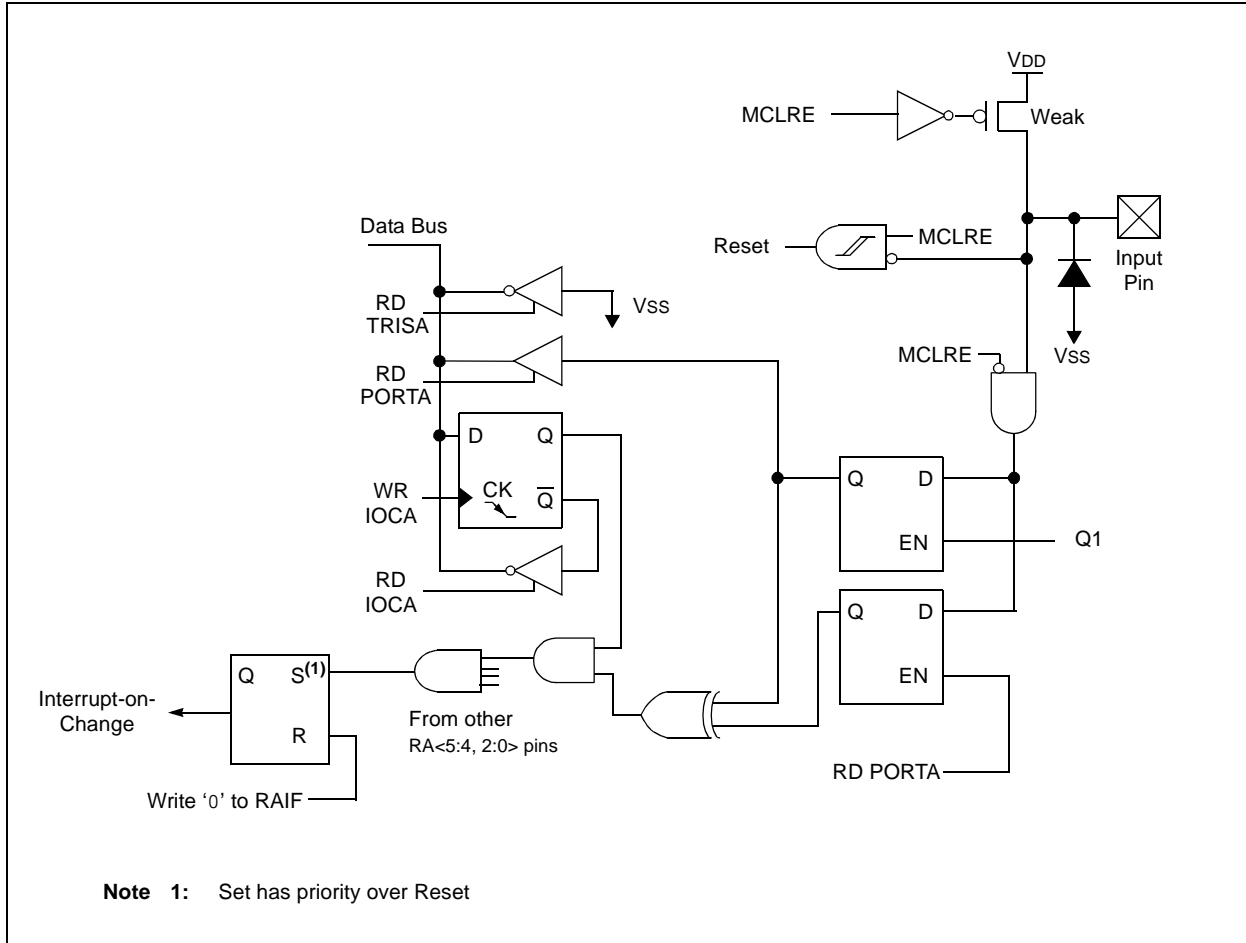 VDD
MCLRE
Weak
Data Bus
Reset
MCLRE
Input
Pin
RD
TRISA
VSS
MCLRE
VSS
RD
PORTA
D Q
WR
IOCA
CK
Q
Q D
EN
Q1
RD
IOCA
Q D
EN
Q S(1)
R
Interrupt-on-
Change
From other
RA<5:4, 2:0> pins
RD PORTA
Write ‘0’ to RAIF
Note 1: Set has priority over Reset